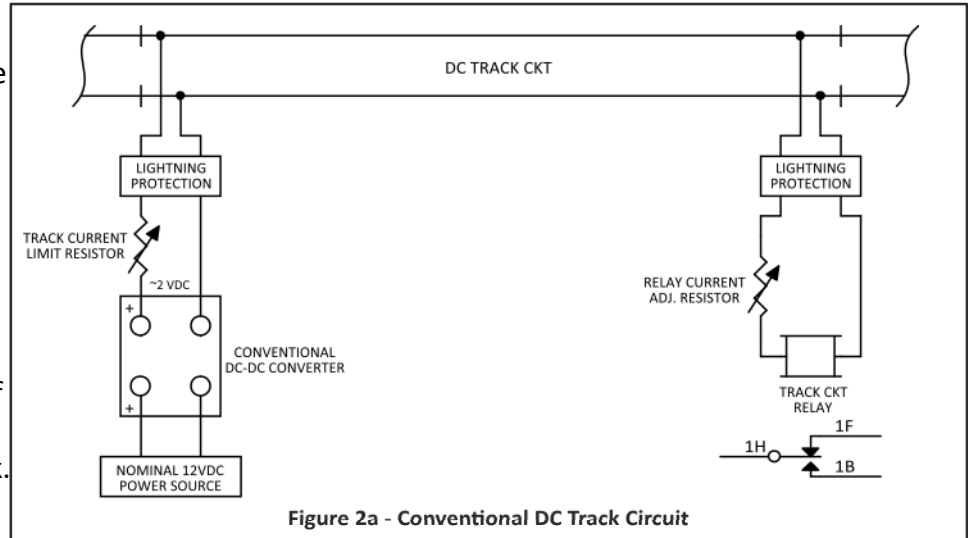 e
DC TRACK CKT
LIGHTNING
PROTECTION
LIGHTNING
PROTECTION
TRACK CURRENT
LIMIT RESISTOR
~2 VDC
RELAY CURRENT
ADJ. RESISTOR
+
CONVENTIONAL
DC-DC CONVERTER
+
TRACK CKT
RELAY
1F
1H
1B
NOMINAL 12VDC
POWER SOURCE
k.
Figure 2a - Conventional DC Track Circuit